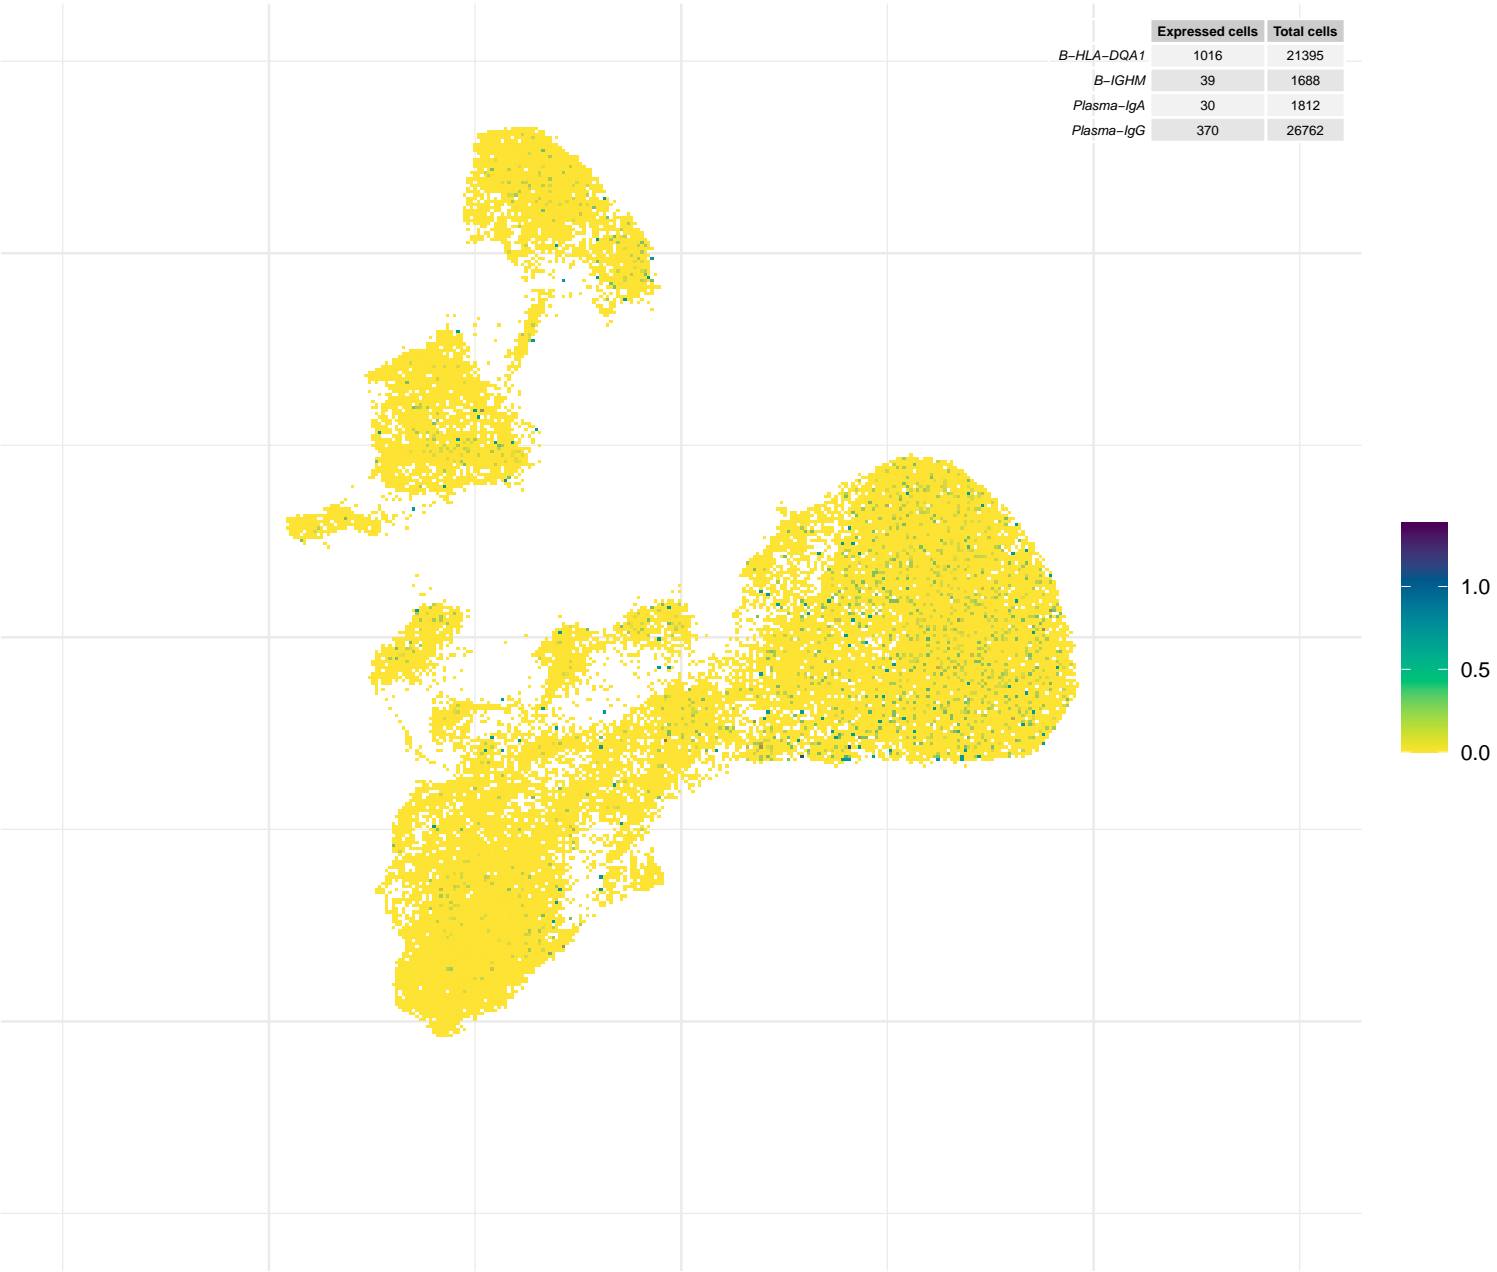 Expressed cells Total cells
B−HLA−DQA1 1016 21395
B−IGHM 39 1688
Plasma−IgA 30 1812
Plasma−IgG 370 26762
1.0
0.5
0.0